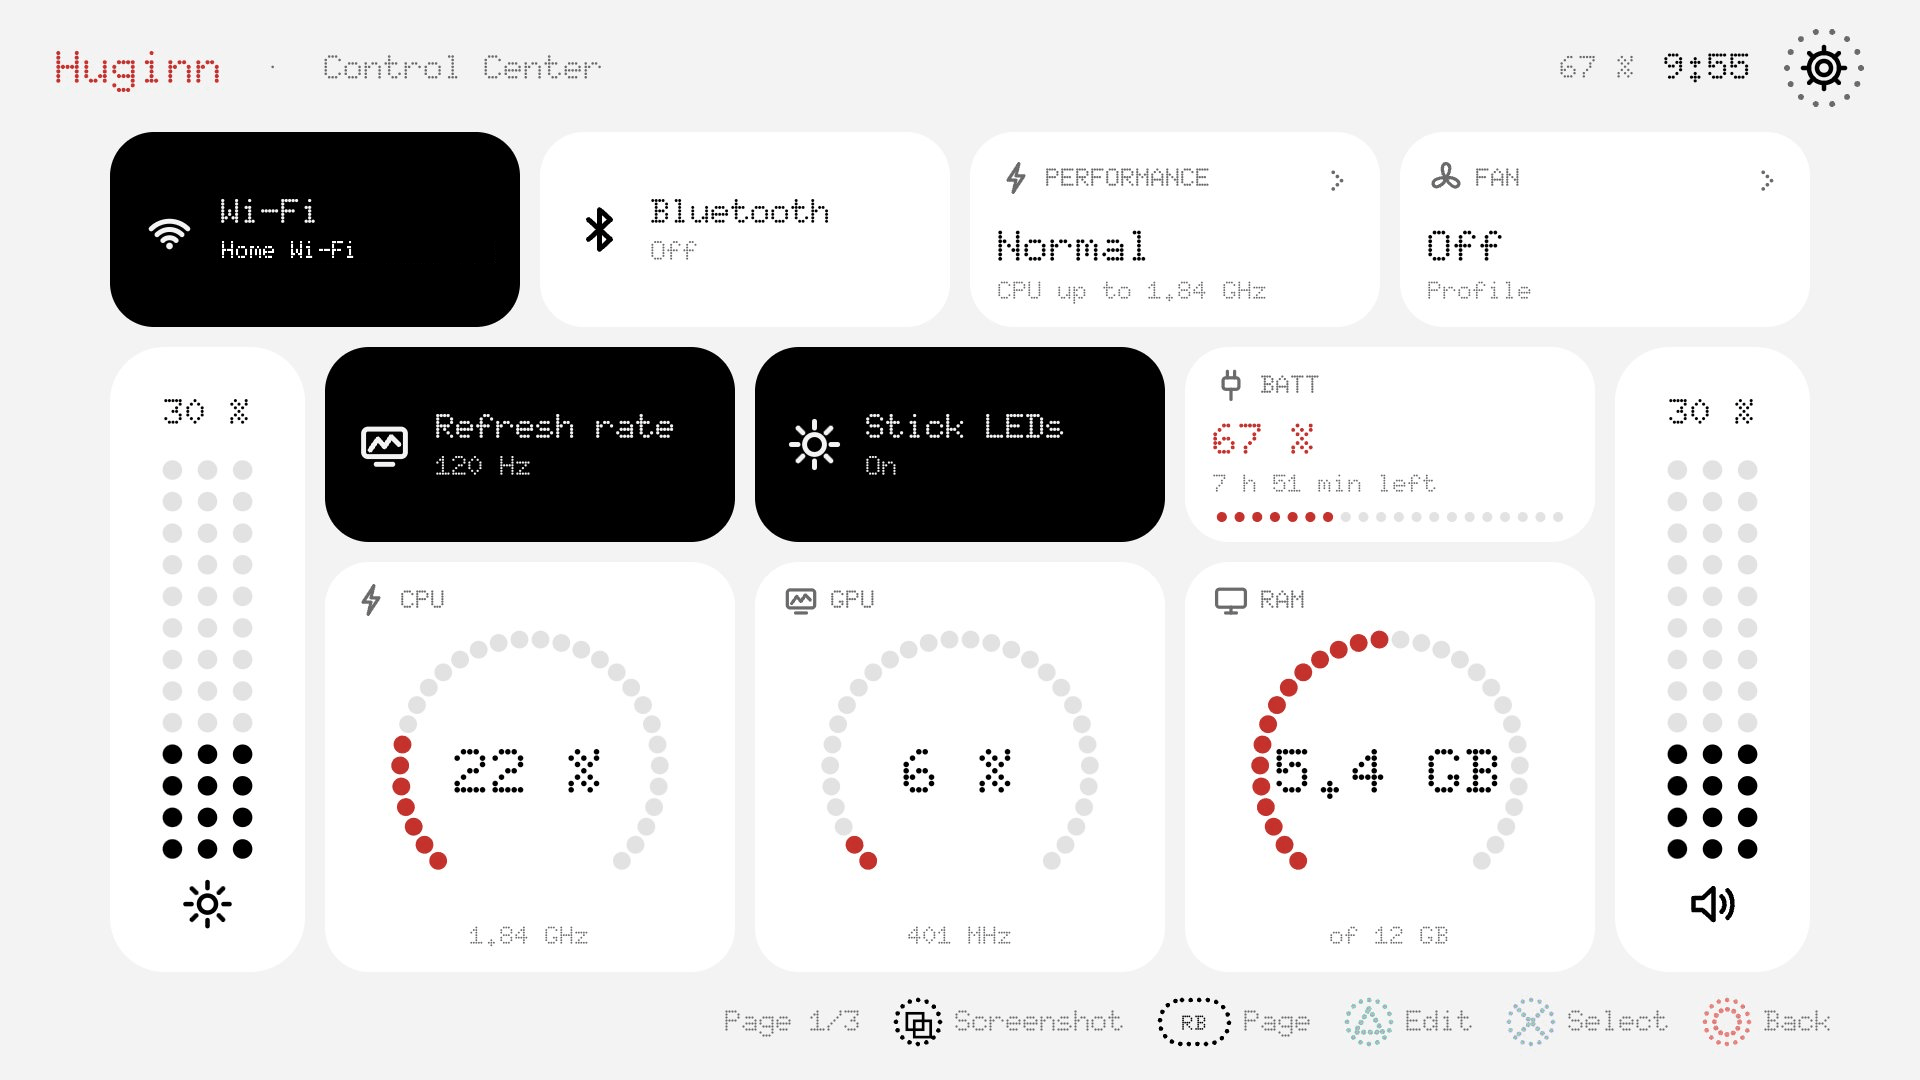 Huginn · Control Center
67 % 9:55
Wi-Fi
Home Wi-Fi
Bluetooth
Off
PERFORMANCE
Normal
CPU up to 1,84 GHz
FAN
Off
Profile
30 %
Refresh rate
120 Hz
Stick LEDs
On
BATT
67 %
7 h 51 min left
30 %
CPU
22 %
1,84 GHz
GPU
6 %
401 MHz
RAM
5,4 GB
of 12 GB
Page 1/3 Screenshot RB Page Edit Select Back